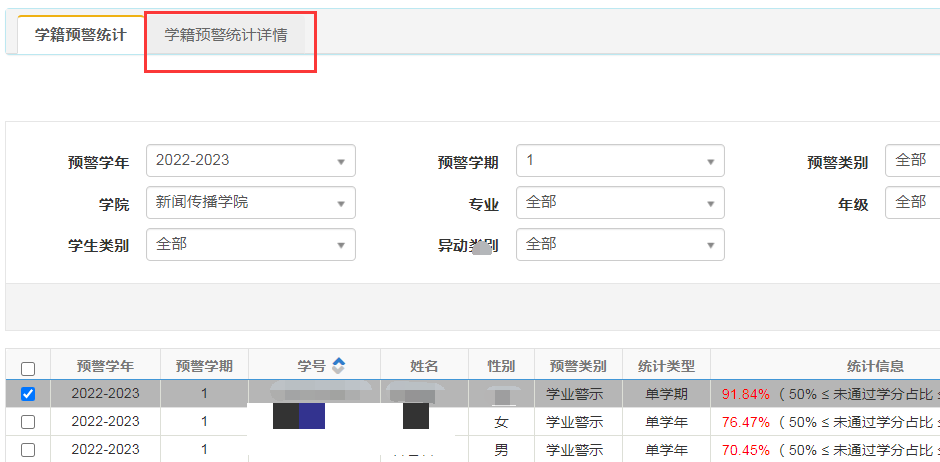 学籍预警统计 学籍预警统计详情
预警学年 2022-2023 预警学期 1 预警类别 全部
学院 新闻传播学院 专业 全部 年级 全部
学生类别 全部 异动类别 全部
预警学年 预警学期 学号 姓名 性别 预警类别 统计类型 统计信息
2022-2023 1 学业警示 单学期 91.84% ( 50% ≤ 未通过学分占比 ≤
2022-2023 1 女 学业警示 单学年 76.47% ( 50% ≤ 未通过学分占比 ≤
2022-2023 1 男 学业警示 单学年 70.45% ( 50% ≤ 未通过学分占比 ≤